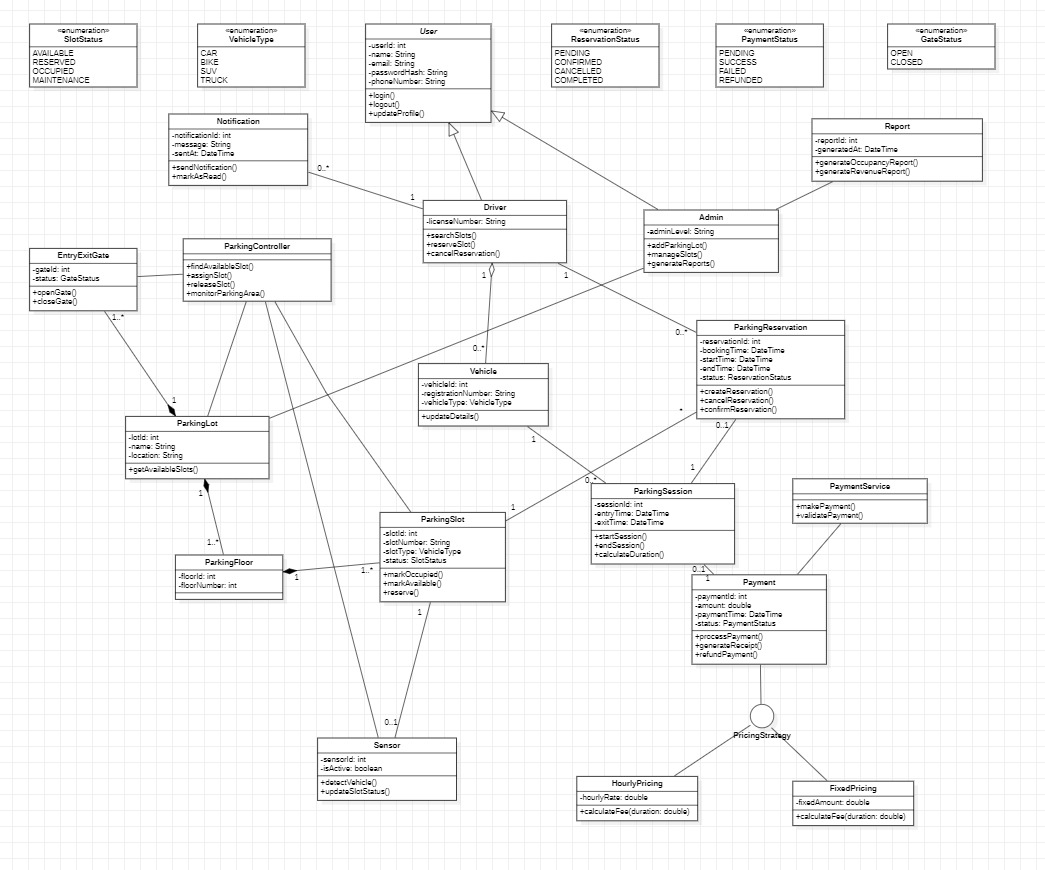 «enumeration»
SlotStatus
AVAILABLE
RESERVED
OCCUPIED
MAINTENANCE
«enumeration»
VehicleType
CAR
BIKE
SUV
TRUCK
User
-userId: int
-name: String
-email: String
-passwordHash: String
-phoneNumber: String
+login()
+logout()
+updateProfile()
«enumeration»
ReservationStatus
PENDING
CONFIRMED
CANCELLED
COMPLETED
«enumeration»
PaymentStatus
PENDING
SUCCESS
FAILED
REFUNDED
«enumeration»
GateStatus
OPEN
CLOSED
Notification
-notificationId: int
-message: String
-sentAt: DateTime
+sendNotification()
+markAsRead()
0..*
1
Report
-reportId: int
-generatedAt: DateTime
+generateOccupancyReport()
+generateRevenueReport()
Driver
-licenseNumber: String
+searchSlots()
+reserveSlot()
+cancelReservation()
1
1
Admin
-adminLevel: String
+addParkingLot()
+manageSlots()
+generateReports()
EntryExitGate
-gateId: int
-status: GateStatus
+openGate()
+closeGate()
1..*
1
ParkingController
+findAvailableSlot()
+assignSlot()
+releaseSlot()
+monitorParkingArea()
0..*
0..*
ParkingReservation
-reservationId: int
-bookingTime: DateTime
-startTime: DateTime
-endTime: DateTime
-status: ReservationStatus
+createReservation()
+cancelReservation()
+confirmReservation()
*
0..1
Vehicle
-vehicleId: int
-registrationNumber: String
-vehicleType: VehicleType
+updateDetails()
1
0..*
1
ParkingLot
-lotId: int
-name: String
-location: String
+getAvailableSlots()
1
1..*
ParkingSession
-sessionId: int
-entryTime: DateTime
-exitTime: DateTime
+startSession()
+endSession()
+calculateDuration()
0..1
1
PaymentService
+makePayment()
+validatePayment()
1
ParkingSlot
-slotId: int
-slotNumber: String
-slotType: VehicleType
-status: SlotStatus
+markOccupied()
+markAvailable()
+reserve()
1
ParkingFloor
-floorId: int
-floorNumber: int
1
1..*
Payment
-paymentId: int
-amount: double
-paymentTime: DateTime
-status: PaymentStatus
+processPayment()
+generateReceipt()
+refundPayment()
0..1
Sensor
-sensorId: int
-isActive: boolean
+detectVehicle()
+updateSlotStatus()
PricingStrategy
HourlyPricing
-hourlyRate: double
+calculateFee(duration: double)
FixedPricing
-fixedAmount: double
+calculateFee(duration: double)